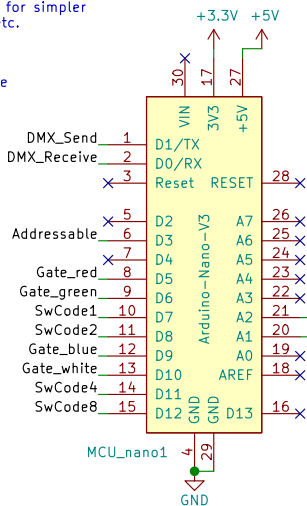 for simpler
etc.
e
+3.3V
+5V
30
17
27
VIN
3V3
+5V
DMX_Send 1 D1/TX
DMX_Receive 2 D0/RX
3 Reset RESET 28
5 D2 A7 26
Addressable 6 D3 A6 25
7 D4 A5 24
Gate_red 8 D5 A4 23
Gate_green 9 D6 A3 22
SwCode1 10 D7 A2 21
SwCode2 11 D8 A1 20
Gate_blue 12 D9 A0 19
Gate_white 13 D10 AREF 18
SwCode4 14 D11
SwCode8 15 D12 D13 16
Arduino-Nano-V3
GND
GND
MCU_nano1
4
29
GND